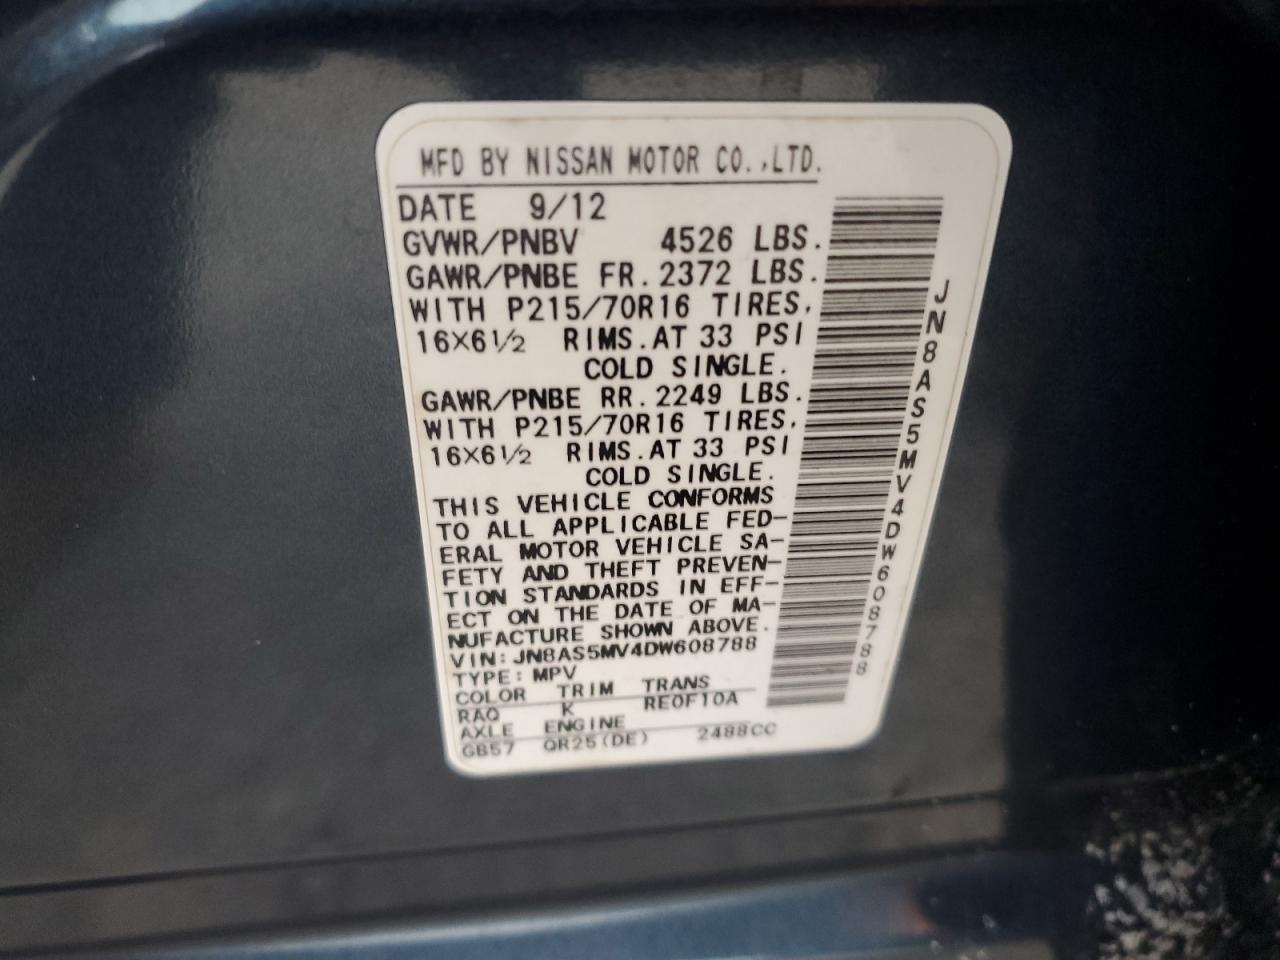 MFD BY NISSAN MOTOR CO.,LTD.
DATE 9/12
GVWR/PNBV 4526 LBS.
GAWR/PNBE FR. 2372 LBS.
WITH P215/70R16 TIRES,
16×6½ RIMS. AT 33 PSI
COLD SINGLE.
GAWR/PNBE RR. 2249 LBS.
WITH P215/70R16 TIRES,
16×6½ RIMS. AT 33 PSI
COLD SINGLE.
THIS VEHICLE CONFORMS
TO ALL APPLICABLE FED-
ERAL MOTOR VEHICLE SA-
FETY AND THEFT PREVEN-
TION STANDARDS IN EFF-
ECT ON THE DATE OF MA-
NUFACTURE SHOWN ABOVE.
VIN: JN8AS5MV4DW608788
TYPE: MPV
COLOR TRIM TRANS
RAQ K RE0F10A
AXLE ENGINE
GB57 QR25(DE) 2488CC
JN8AS5MV4DW608788